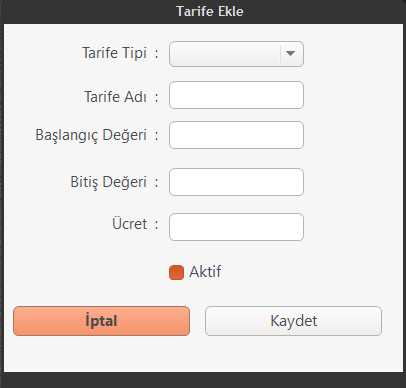 Tarife Ekle
Tarife Tipi :
Tarife Adı :
Başlangıç Değeri :
Bitiş Değeri :
Ücret :
Aktif
İptal Kaydet